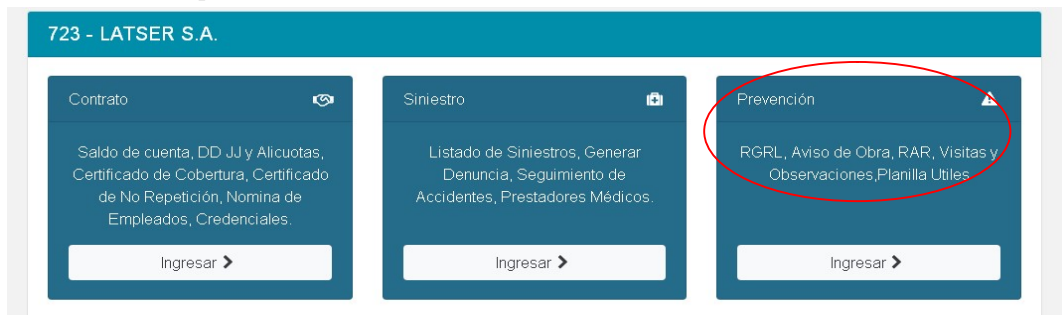 723 - LATSER S.A.
Contrato
Saldo de cuenta, DD JJ y Alicuotas,
Certificado de Cobertura, Certificado
de No Repetición, Nomina de
Empleados, Credenciales.
Ingresar
Siniestro
Listado de Siniestros, Generar
Denuncia, Seguimiento de
Accidentes, Prestadores Médicos.
Ingresar
Prevención
RGRL, Aviso de Obra, RAR, Visitas y
Observaciones,Planilla Utiles
Ingresar